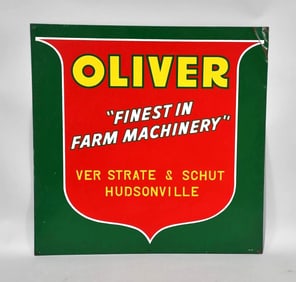 OLIVER
"FINEST IN
FARM MACHINERY"
VER STRATE & SCHUT
HUDSONVILLE